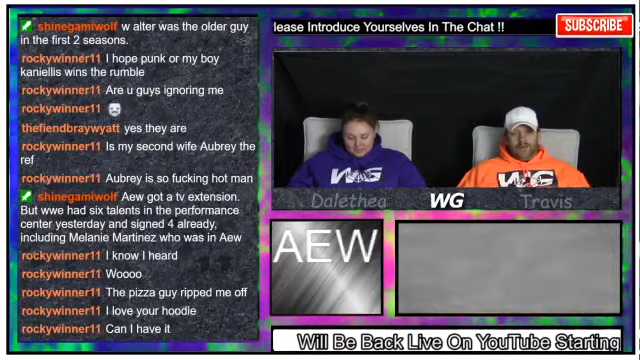 shinegamiwolf w alter was the older guy
in the first 2 seasons.
rockywinner11 I hope punk or my boy
kaniellis wins the rumble
rockywinner11 Are u guys ignoring me
rockywinner11
thefiendbraywyatt yes they are
rockywinner11 Is my second wife Aubrey the
ref
rockywinner11 Aubrey is so fucking hot man
shinegamiwolf Aew got a tv extension.
But wwe had six talents in the performance
center yesterday and signed 4 already,
including Melanie Martinez who was in Aew
rockywinner11 I know I heard
rockywinner11 Woooo
rockywinner11 The pizza guy ripped me off
rockywinner11 I love your hoodie
rockywinner11 Can I have it
lease Introduce Yourselves In The Chat !!
SUBSCRIBE
WG
WG
Dalethea WG Travis
AEW
Will Be Back Live On YouTube Starting